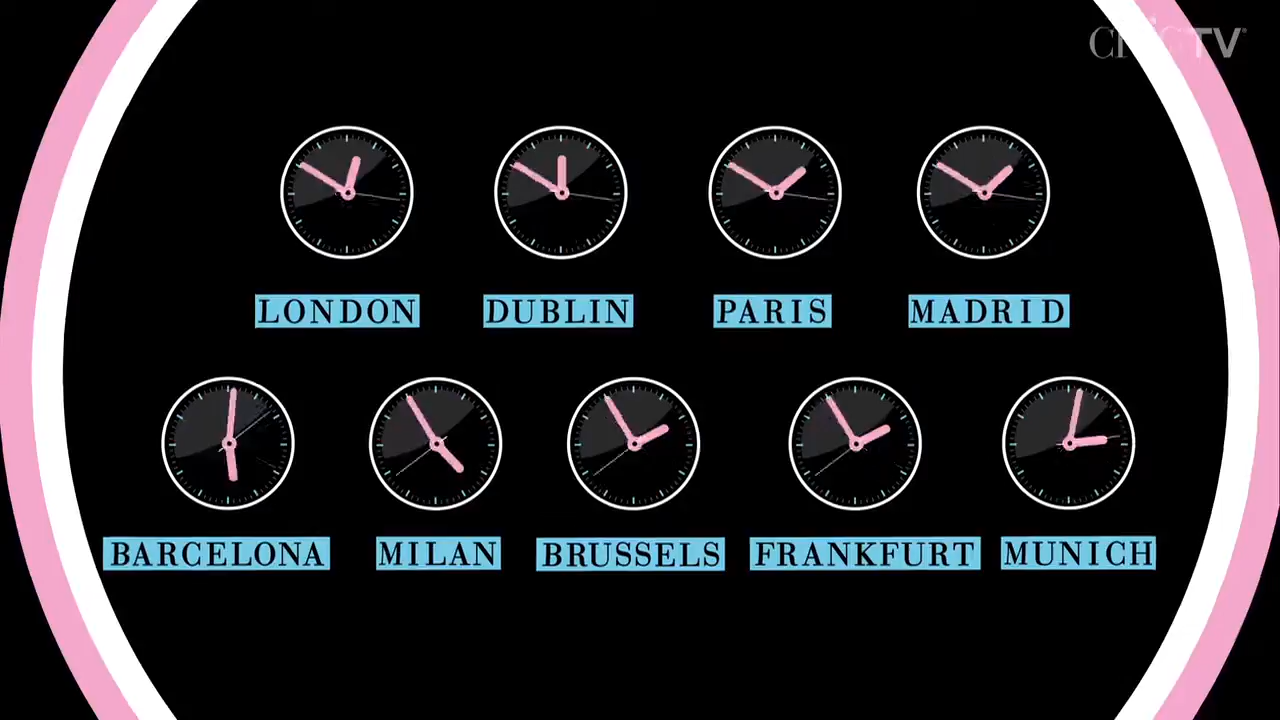 LONDON
DUBLIN
PARIS
MADRID
BARCELONA
MILAN
BRUSSELS
FRANKFURT
MUNICH